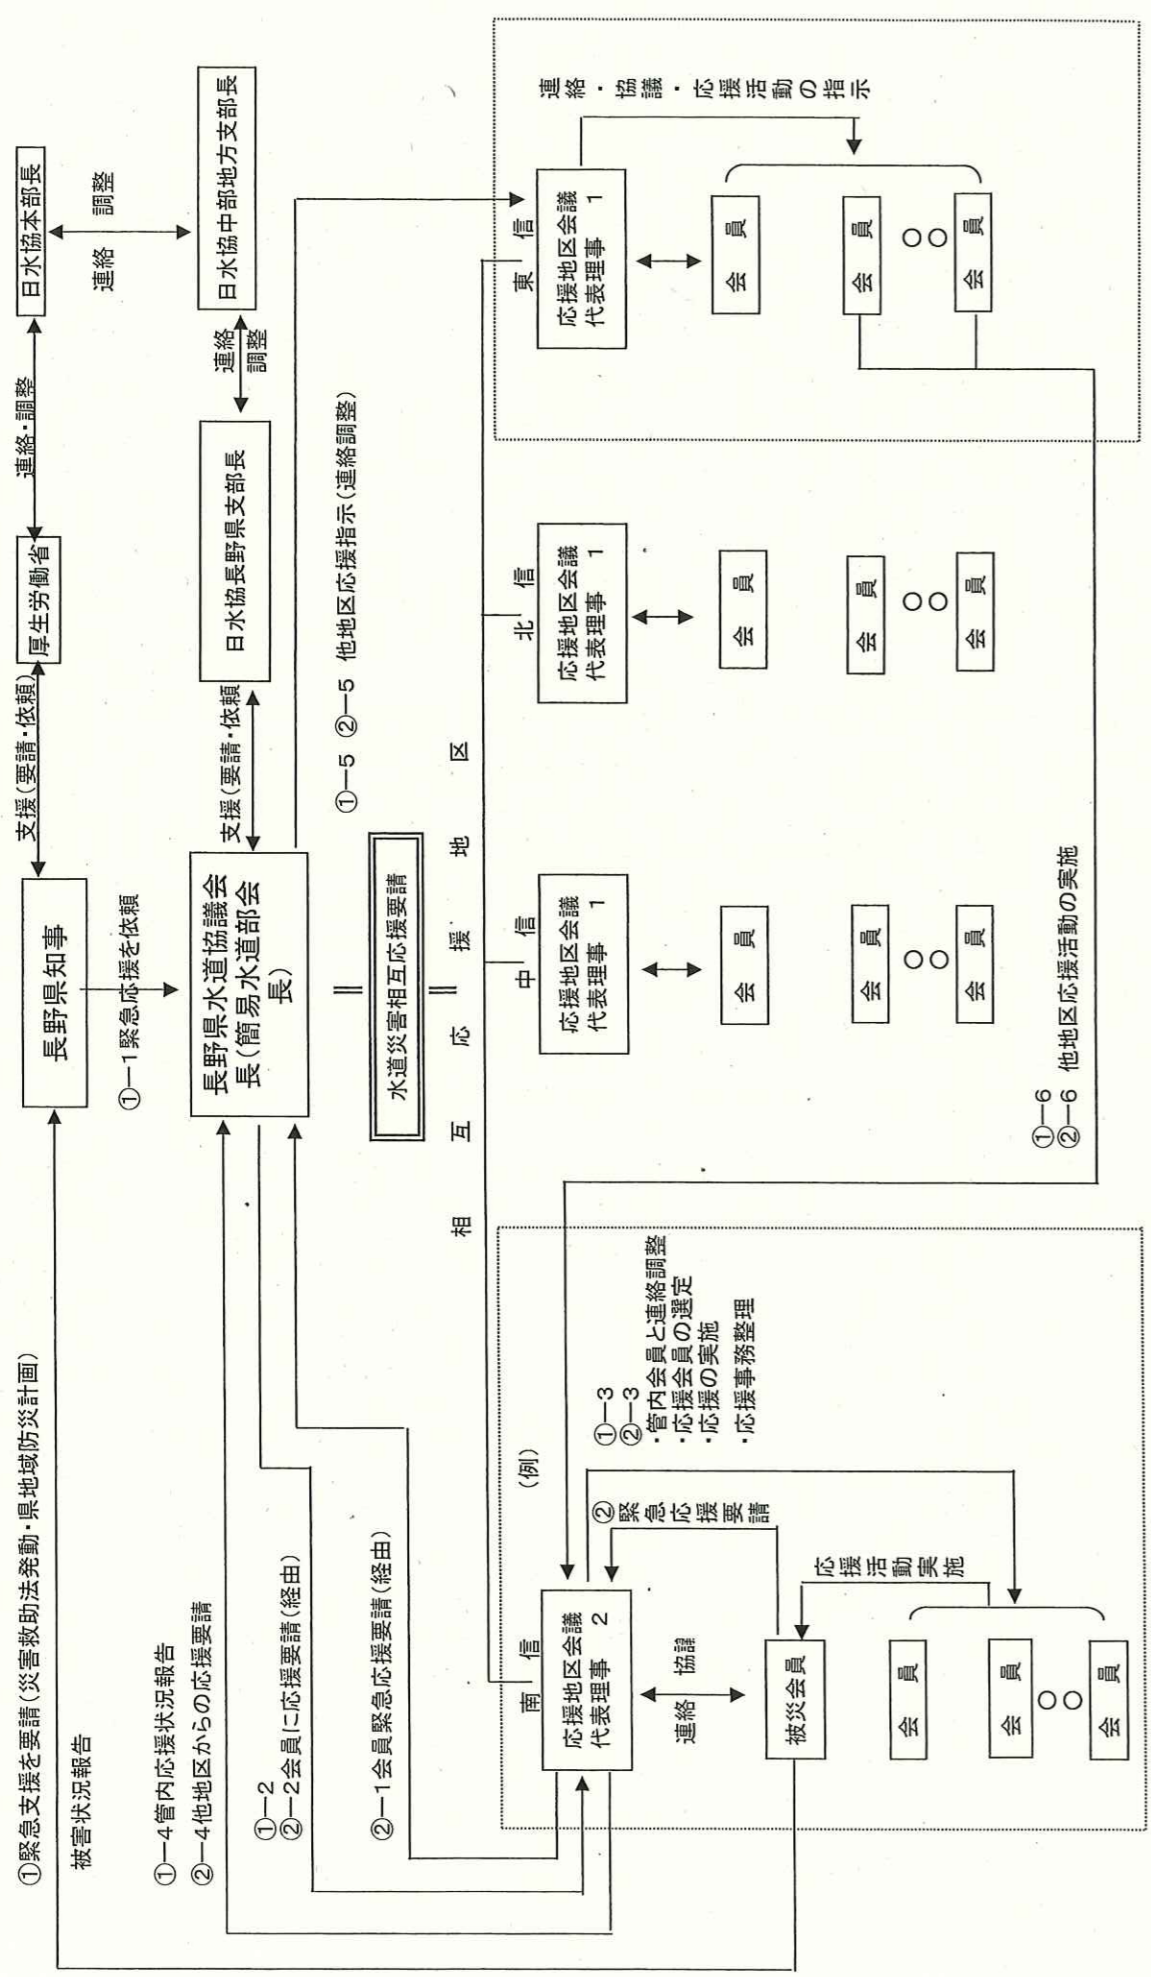 ①緊急支援を要請(災害救助法発動・県地域防災計画)
被害状況報告
長野県知事
支援(要請・依頼)
厚生労働省
連絡・調整
日水協本部長
連絡 調整
①―1緊急応援を依頼
①―4管内応援状況報告
②―4他地区からの応援要請
長野県水道協議会
長(簡易水道部会
長)
支援(要請・依頼)
日水協長野県支部長
連絡
調整
日水協中部地方支部長
①―2
②―2会員に応援要請(経由)
②―1会員緊急応援要請(経由)
①―5 ②―5 他地区応援指示(連絡調整)
水道災害相互応援要請
相互応援地区
(例)
南信
応援地区会議
代表理事 2
連絡 協議
被災会員
会員
会員
○○
会員
②緊急応援要請
応援活動実施
①―3
②―3
・管内会員と連絡調整
・応援会員の選定
・応援の実施
・応援事務整理
中信
応援地区会議
代表理事 1
会員
会員
○○
会員
北信
応援地区会議
代表理事 1
会員
会員
○○
会員
東信
応援地区会議
代表理事 1
連絡・協議・応援活動の指示
会員
会員
○○
会員
①―6
②―6 他地区応援活動の実施